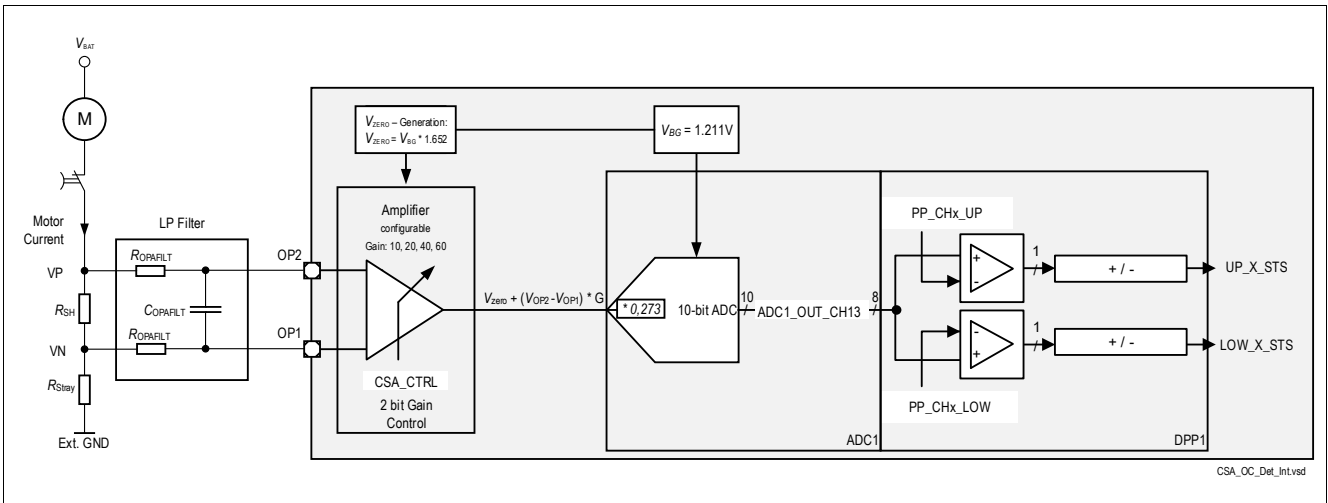 VBAT
M
Motor
Current
VP
RSH
VN
RStray
Ext. GND
LP Filter
ROPAFILT
COPAFILT
ROPAFILT
OP2
OP1
VZERO – Generation:
VZERO = VBG * 1.652
VBG = 1.211V
Amplifier
configurable
Gain: 10, 20, 40, 60
CSA_CTRL
2 bit Gain
Control
Vzero + (VOP2 -VOP1) * G
* 0,273
10-bit ADC
10
ADC1_OUT_CH13
8
ADC1
PP_CHx_UP
+
-
1
+ / -
UP_X_STS
-
+
1
+ / -
LOW_X_STS
PP_CHx_LOW
DPP1
CSA_OC_Det_Int.vsd